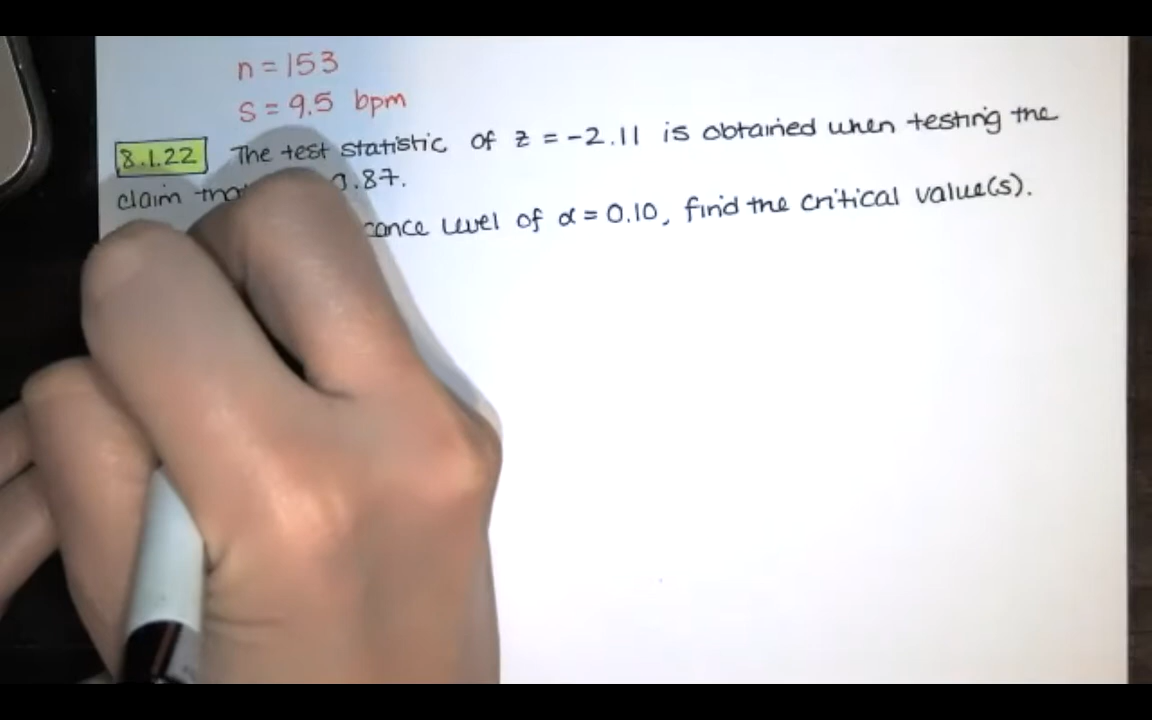 n = 153
s = 9.5 bpm
8.1.22 The test statistic of z = -2.11 is obtained when testing the
claim .87.
level of α = 0.10, find the critical value(s).